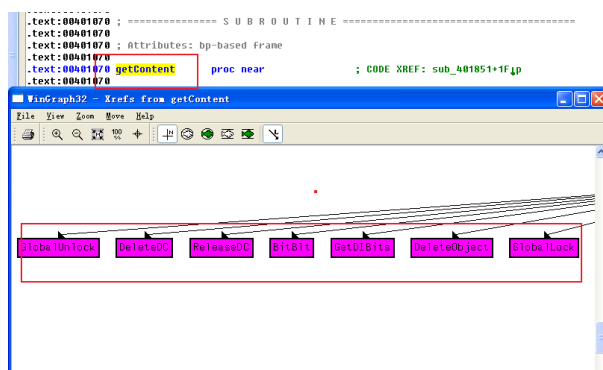 .text:00401070 ; =============== S U B R O U T I N E =======================================
.text:00401070
.text:00401070 ; Attributes: bp-based frame
.text:00401070
.text:00401070 getContent proc near ; CODE XREF: sub_401851+1F↓p
.text:00401070
WinGraph32 - Xrefs from getContent
File View Zoom Move Help
100 %
N
GlobalUnlock DeleteDC ReleaseDC BitBlt GetDIBits DeleteObject GlobalLock